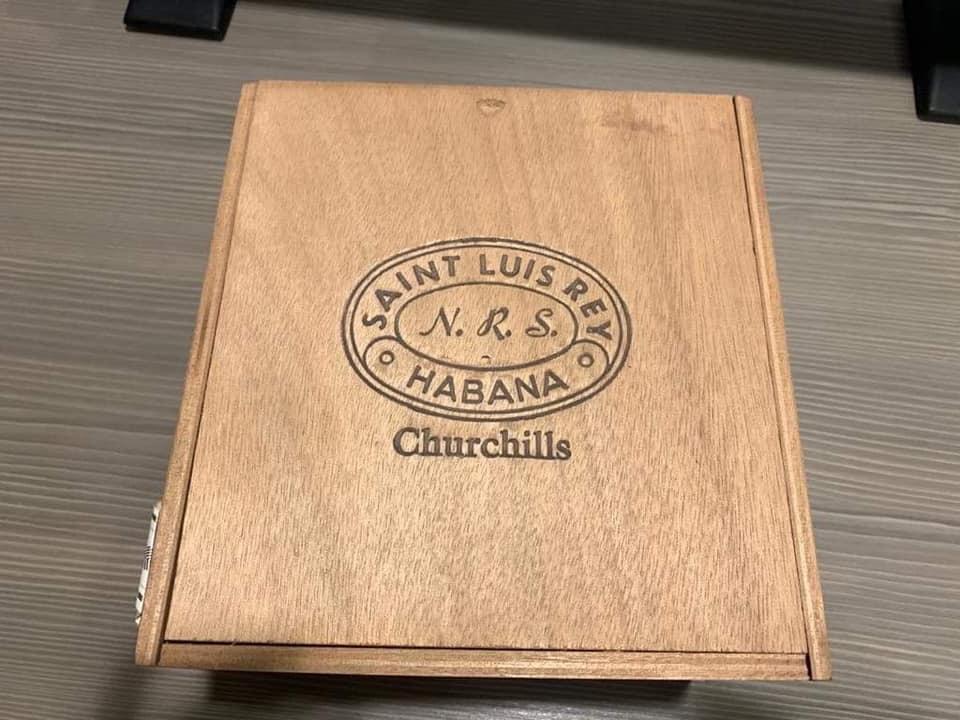 SAINT LUIS REY
N. R. S.
HABANA
Churchills